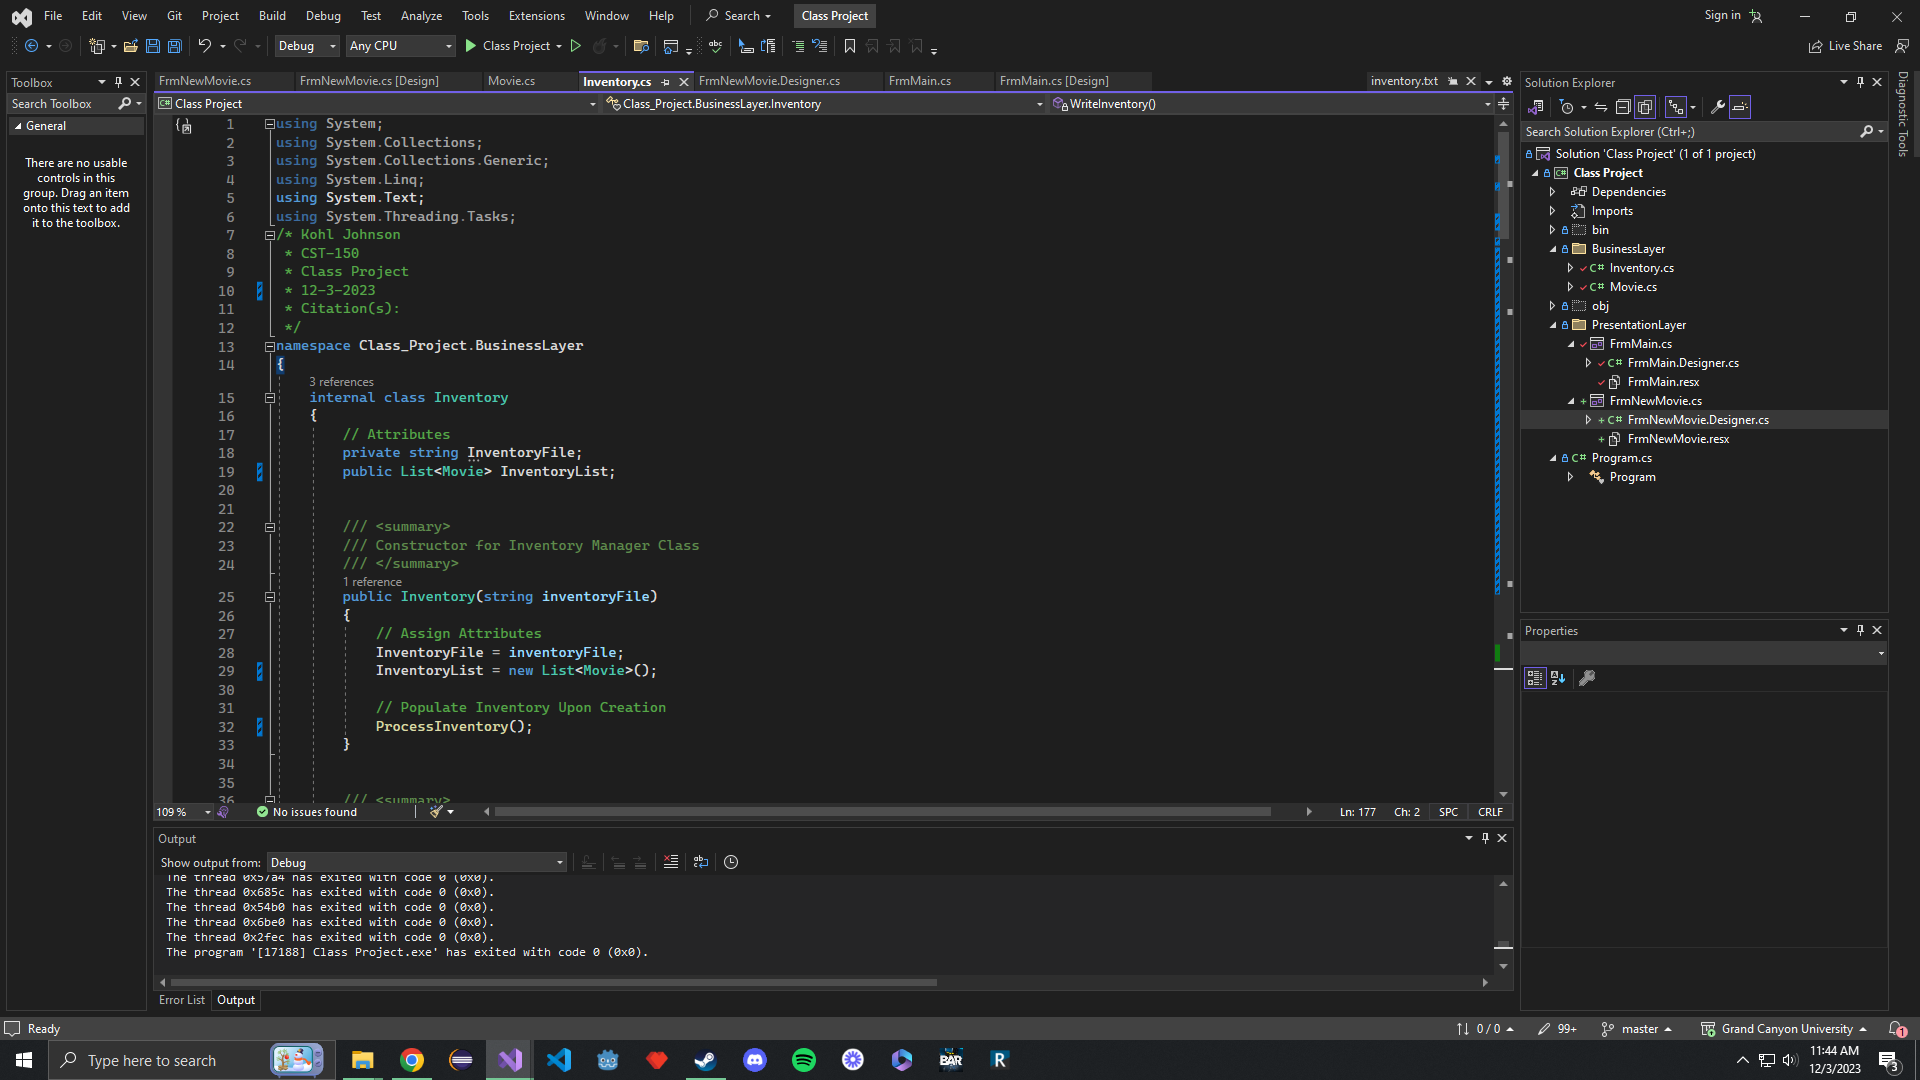 File Edit View Git Project Build Debug Test Analyze Tools Extensions Window Help Search Class Project Sign in
Debug Any CPU Class Project Live Share
Toolbox
Search Toolbox
General
There are no usable
controls in this
group. Drag an item
onto this text to add
it to the toolbox.
FrmNewMovie.cs FrmNewMovie.cs [Design] Movie.cs Inventory.cs FrmNewMovie.Designer.cs FrmMain.cs FrmMain.cs [Design] inventory.txt
Class Project Class_Project.BusinessLayer.Inventory WriteInventory()
1 using System;
2 using System.Collections;
3 using System.Collections.Generic;
4 using System.Linq;
5 using System.Text;
6 using System.Threading.Tasks;
7 /* Kohl Johnson
8 * CST-150
9 * Class Project
10 * 12-3-2023
11 * Citation(s):
12 */
13 namespace Class_Project.BusinessLayer
14 {
3 references
15 internal class Inventory
16 {
17 // Attributes
18 private string InventoryFile;
19 public List<Movie> InventoryList;
20
21
22 /// <summary>
23 /// Constructor for Inventory Manager Class
24 /// </summary>
1 reference
25 public Inventory(string inventoryFile)
26 {
27 // Assign Attributes
28 InventoryFile = inventoryFile;
29 InventoryList = new List<Movie>();
30
31 // Populate Inventory Upon Creation
32 ProcessInventory();
33 }
34
35
36 /// <summary>
109 % No issues found Ln: 177 Ch: 2 SPC CRLF
Output
Show output from: Debug
The thread 0x57a4 has exited with code 0 (0x0).
The thread 0x685c has exited with code 0 (0x0).
The thread 0x54b0 has exited with code 0 (0x0).
The thread 0x6be0 has exited with code 0 (0x0).
The thread 0x2fec has exited with code 0 (0x0).
The program '[17188] Class Project.exe' has exited with code 0 (0x0).
Error List Output
Solution Explorer
Search Solution Explorer (Ctrl+;)
Solution 'Class Project' (1 of 1 project)
C# Class Project
Dependencies
Imports
bin
BusinessLayer
C# Inventory.cs
C# Movie.cs
obj
PresentationLayer
FrmMain.cs
C# FrmMain.Designer.cs
FrmMain.resx
FrmNewMovie.cs
C# FrmNewMovie.Designer.cs
FrmNewMovie.resx
C# Program.cs
Program
Properties
Diagnostic Tools
Ready 0 / 0 99+ master Grand Canyon University 1
Type here to search BAR R 11:44 AM
12/3/2023 3